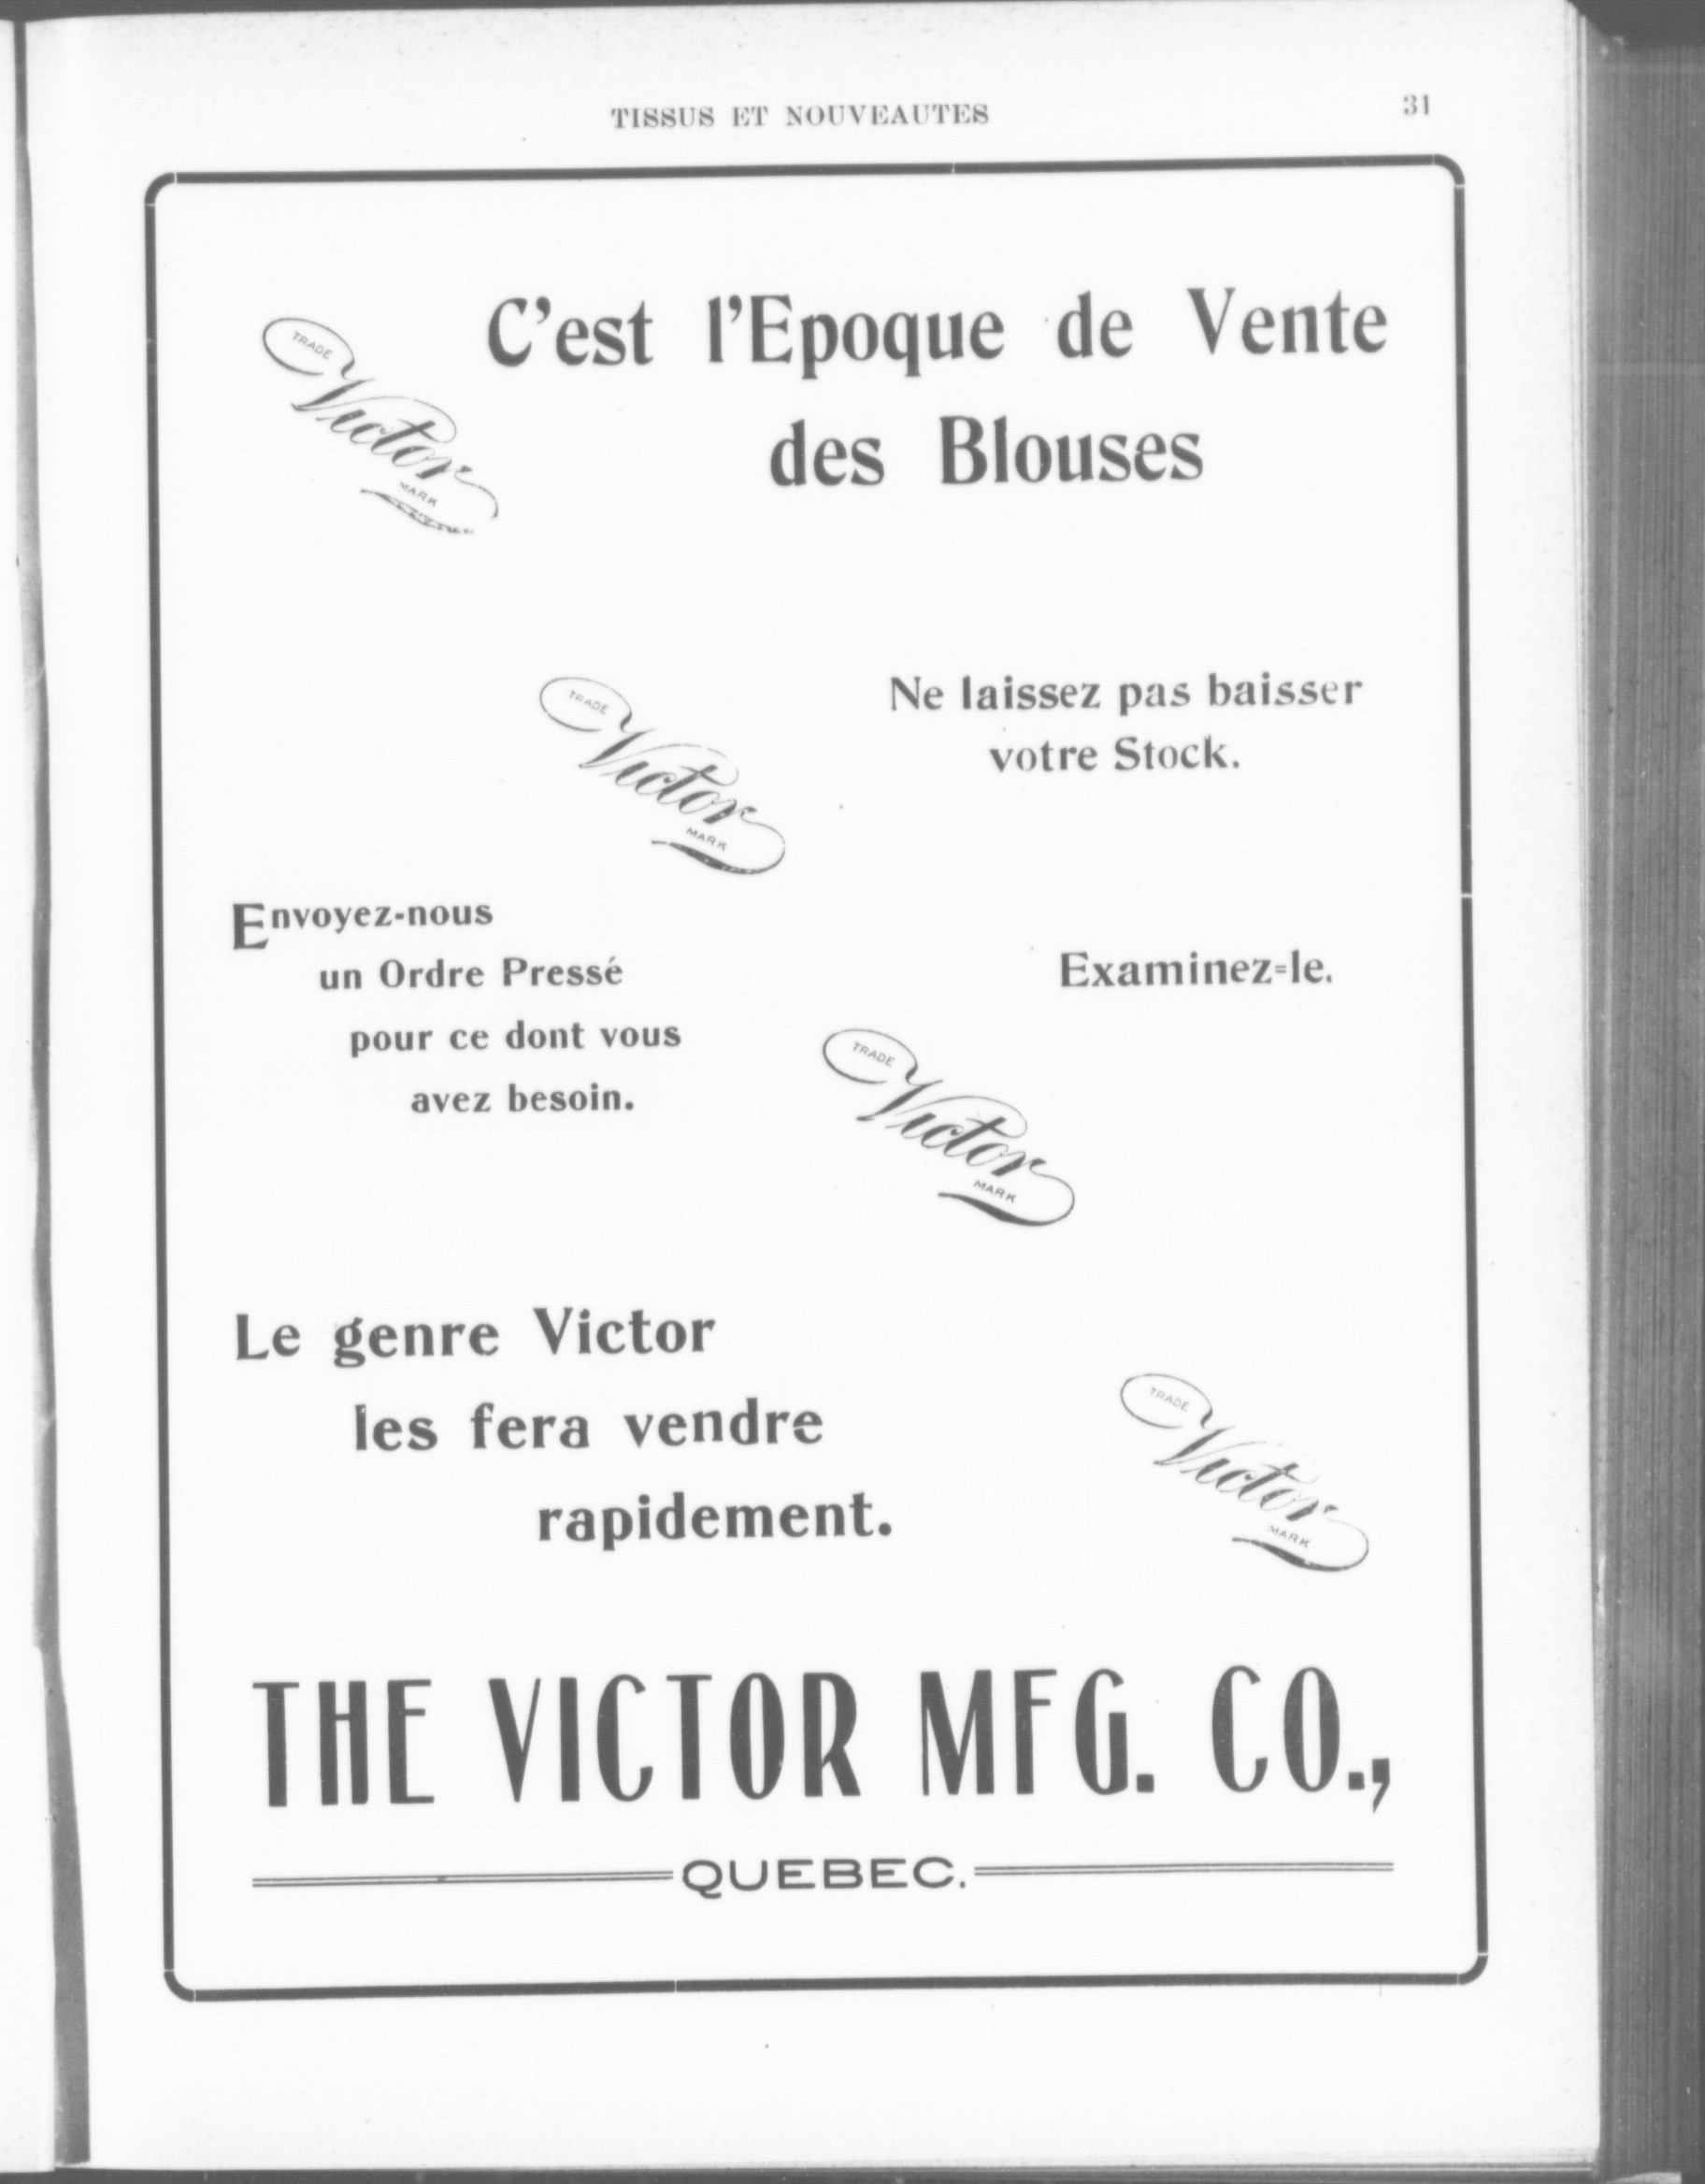 TISSUS ET NOUVEAUTES
31
C'est l'Epoque de Vente
des Blouses
TRADE
Victor
MARK
Ne laissez pas baisser
votre Stock.
TRADE
Victor
MARK
Envoyez-nous
un Ordre Pressé
pour ce dont vous
avez besoin.
Examinez-le.
TRADE
Victor
MARK
Le genre Victor
les fera vendre
rapidement.
TRADE
Victor
MARK
THE VICTOR MFG. CO.,
QUEBEC.